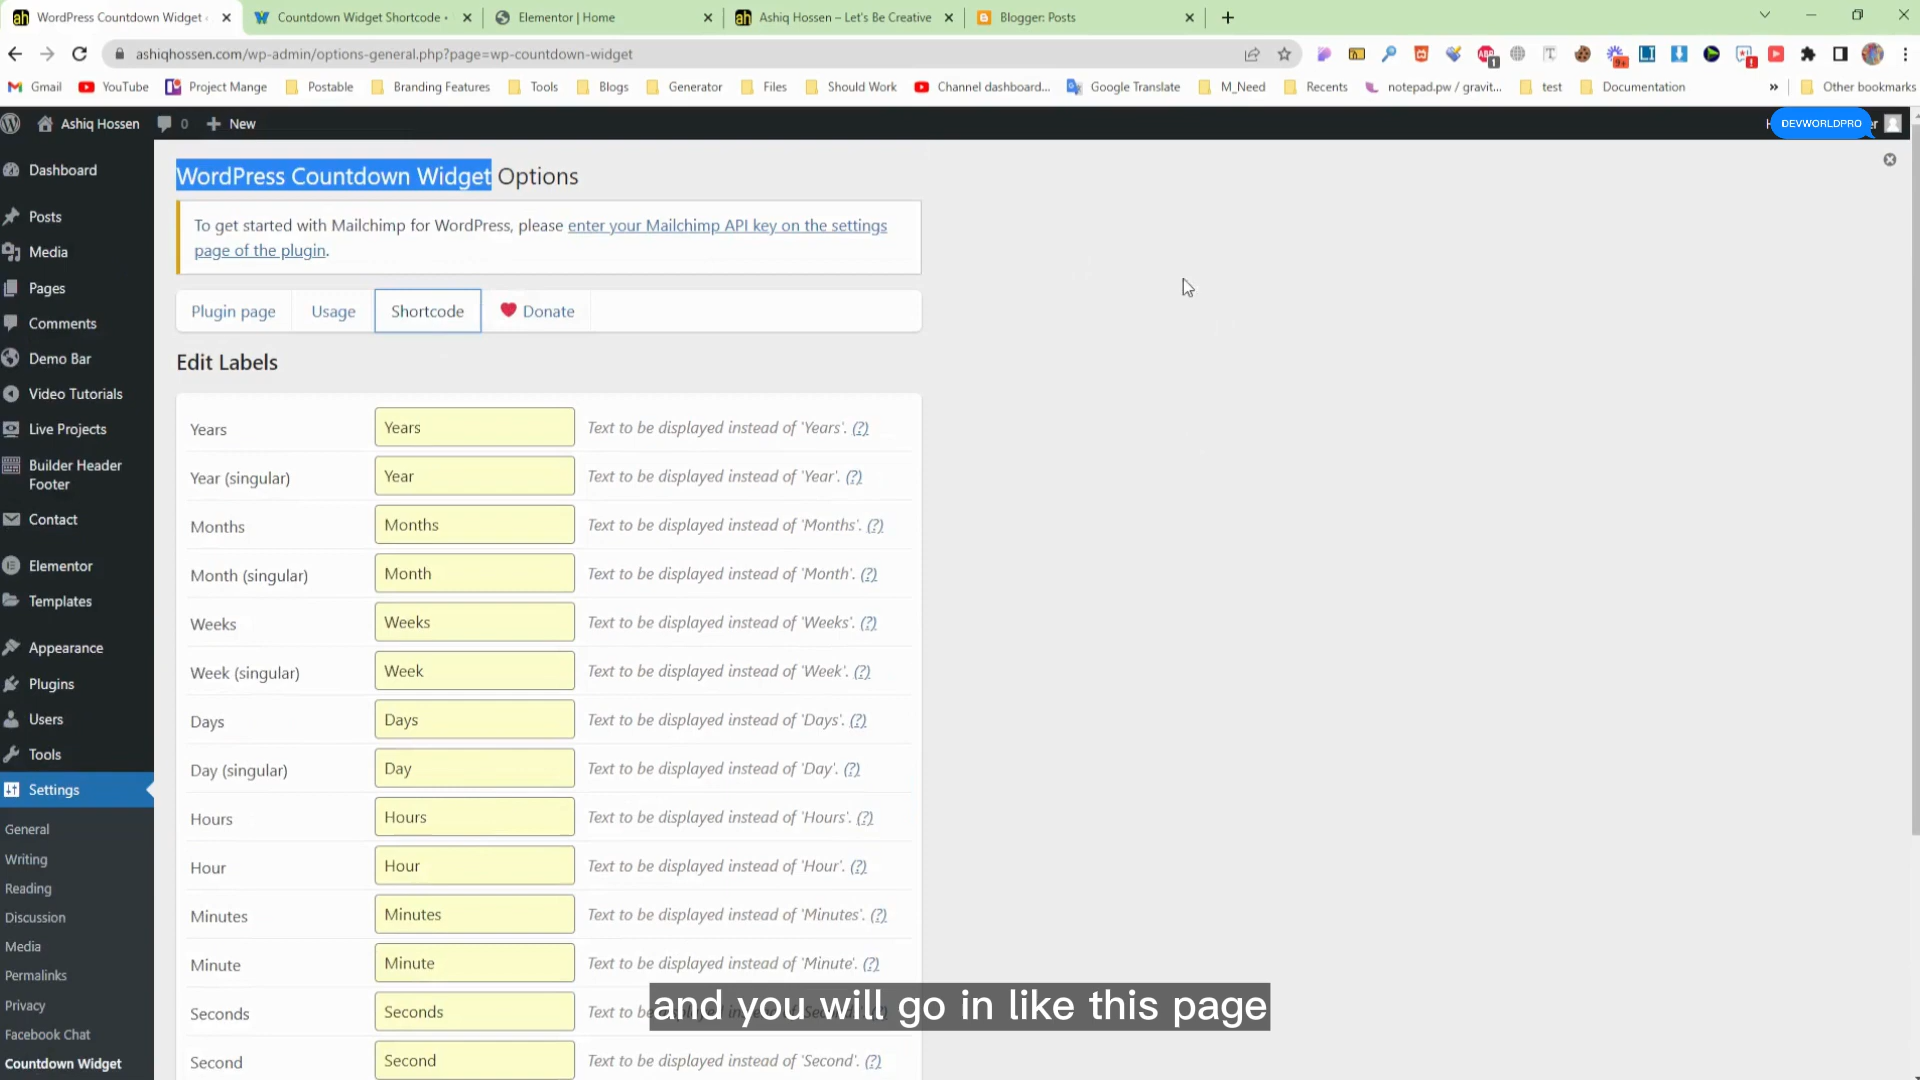 WordPress Countdown Widget
Countdown Widget Shortcode
Elementor | Home
Ashiq Hossen – Let's Be Creative
Blogger: Posts
ashiqhossen.com/wp-admin/options-general.php?page=wp-countdown-widget
Gmail
YouTube
Project Mange
Postable
Branding Features
Tools
Blogs
Generator
Files
Should Work
Channel dashboard...
Google Translate
M_Need
Recents
notepad.pw / gravit...
test
Documentation
»
Other bookmarks
Ashiq Hossen
0
New
DEVWORLDPRO
Dashboard
Posts
Media
Pages
Comments
Demo Bar
Video Tutorials
Live Projects
Builder Header
Footer
Contact
Elementor
Templates
Appearance
Plugins
Users
Tools
Settings
General
Writing
Reading
Discussion
Media
Permalinks
Privacy
Facebook Chat
Countdown Widget
WordPress Countdown Widget Options
To get started with Mailchimp for WordPress, please enter your Mailchimp API key on the settings
page of the plugin.
Plugin page
Usage
Shortcode
Donate
Edit Labels
Years Years Text to be displayed instead of 'Years'. (?)
Year (singular) Year Text to be displayed instead of 'Year'. (?)
Months Months Text to be displayed instead of 'Months'. (?)
Month (singular) Month Text to be displayed instead of 'Month'. (?)
Weeks Weeks Text to be displayed instead of 'Weeks'. (?)
Week (singular) Week Text to be displayed instead of 'Week'. (?)
Days Days Text to be displayed instead of 'Days'. (?)
Day (singular) Day Text to be displayed instead of 'Day'. (?)
Hours Hours Text to be displayed instead of 'Hours'. (?)
Hour Hour Text to be displayed instead of 'Hour'. (?)
Minutes Minutes Text to be displayed instead of 'Minutes'. (?)
Minute Minute Text to be displayed instead of 'Minute'. (?)
Seconds Seconds Text to
Second Second Text to be displayed instead of 'Second'. (?)
and you will go in like this page